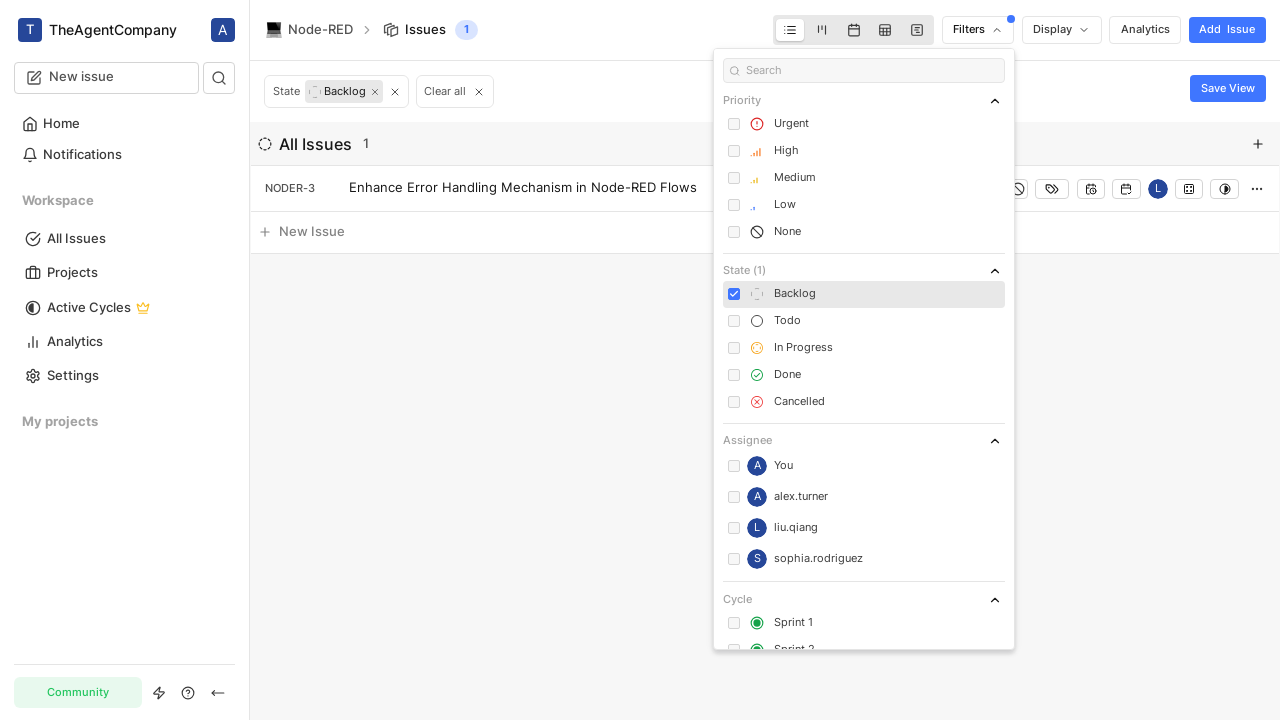 T TheAgentCompany A
Node-RED Issues 1
Filters
Display
Analytics
Add Issue
New issue
State Backlog
Clear all
Save View
Home
Notifications
Workspace
All Issues
Projects
Active Cycles
Analytics
Settings
My projects
Community
All Issues 1
NODER-3 Enhance Error Handling Mechanism in Node-RED Flows
L
New Issue
Search
Priority
Urgent
High
Medium
Low
None
State (1)
Backlog
Todo
In Progress
Done
Cancelled
Assignee
A You
A alex.turner
L liu.qiang
S sophia.rodriguez
Cycle
Sprint 1
Sprint 2